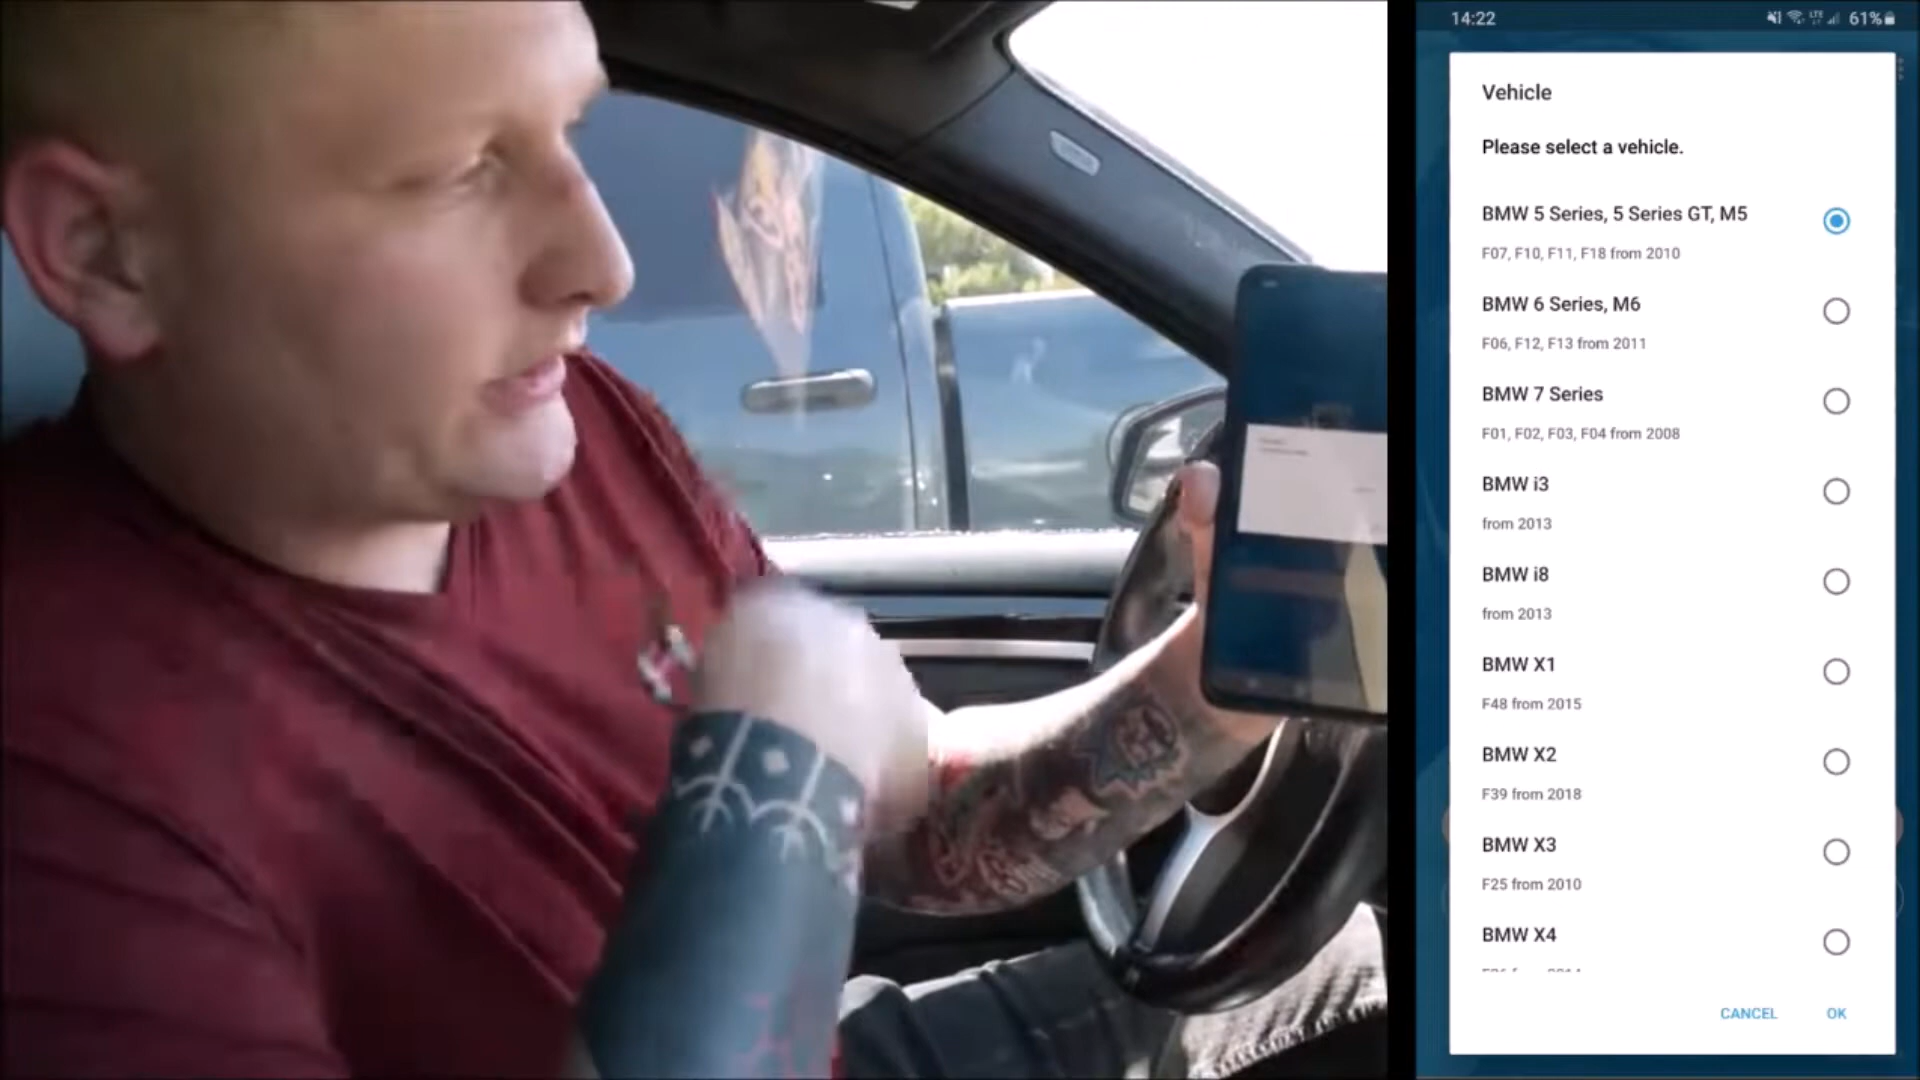 14:22
LTE
61%
Vehicle
Please select a vehicle.
BMW 5 Series, 5 Series GT, M5
F07, F10, F11, F18 from 2010
BMW 6 Series, M6
F06, F12, F13 from 2011
BMW 7 Series
F01, F02, F03, F04 from 2008
BMW i3
from 2013
BMW i8
from 2013
BMW X1
F48 from 2015
BMW X2
F39 from 2018
BMW X3
F25 from 2010
BMW X4
CANCEL
OK